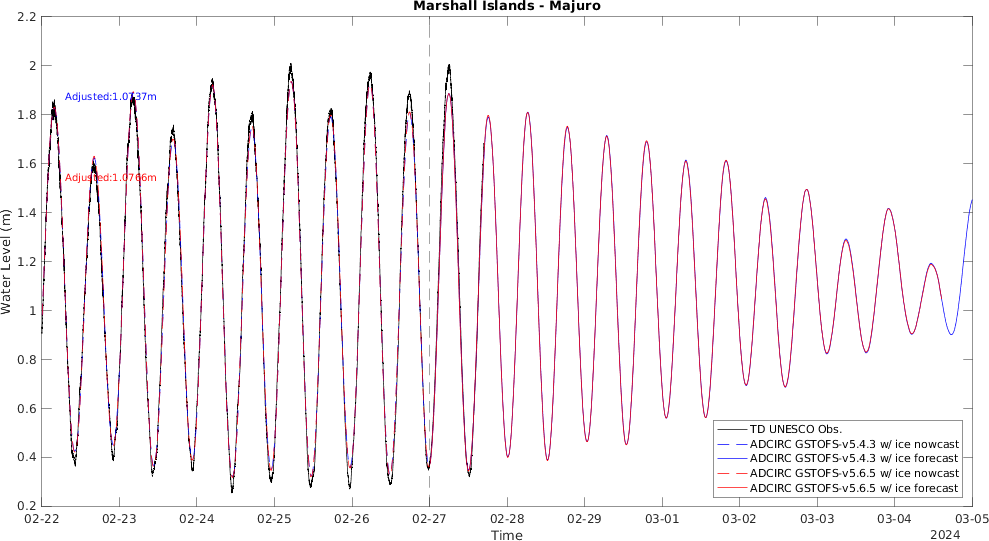 Marshall Islands - Majuro
2.2
2
1.8
1.6
1.4
1.2
1
0.8
0.6
0.4
0.2
Water Level (m)
Adjusted:1.0737m
Adjusted:1.0766m
TD UNESCO Obs.
ADCIRC GSTOFS-v5.4.3 w/ ice nowcast
ADCIRC GSTOFS-v5.4.3 w/ ice forecast
ADCIRC GSTOFS-v5.6.5 w/ ice nowcast
ADCIRC GSTOFS-v5.6.5 w/ ice forecast
02-22 02-23 02-24 02-25 02-26 02-27 02-28 02-29 03-01 03-02 03-03 03-04 03-05
Time
2024